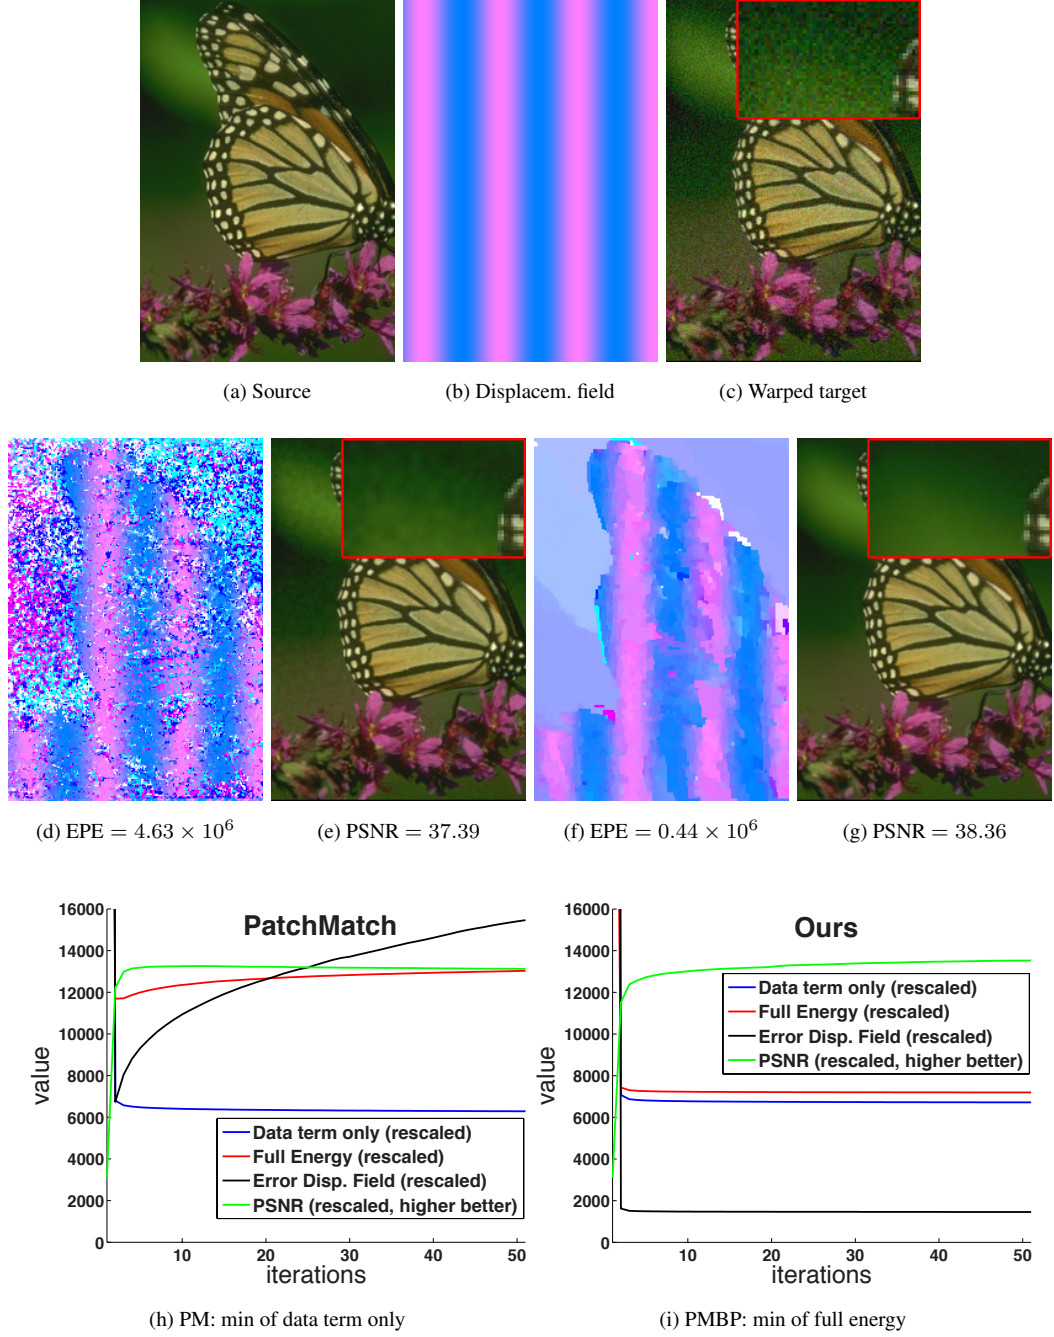 (a) Source
(b) Displacem. field
(c) Warped target
(d) EPE = 4.63 × 10⁶
(e) PSNR = 37.39
(f) EPE = 0.44 × 10⁶
(g) PSNR = 38.36
PatchMatch
16000
14000
12000
10000
8000
6000
4000
2000
0
value
Data term only (rescaled)
Full Energy (rescaled)
Error Disp. Field (rescaled)
PSNR (rescaled, higher better)
10 20 30 40 50
iterations
(h) PM: min of data term only
Ours
16000
14000
12000
10000
8000
6000
4000
2000
0
value
Data term only (rescaled)
Full Energy (rescaled)
Error Disp. Field (rescaled)
PSNR (rescaled, higher better)
10 20 30 40 50
iterations
(i) PMBP: min of full energy